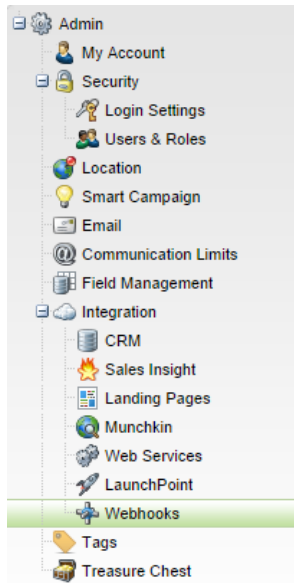 Admin
My Account
Security
Login Settings
Users & Roles
Location
Smart Campaign
Email
Communication Limits
Field Management
Integration
CRM
Sales Insight
Landing Pages
Munchkin
Web Services
LaunchPoint
Webhooks
Tags
Treasure Chest